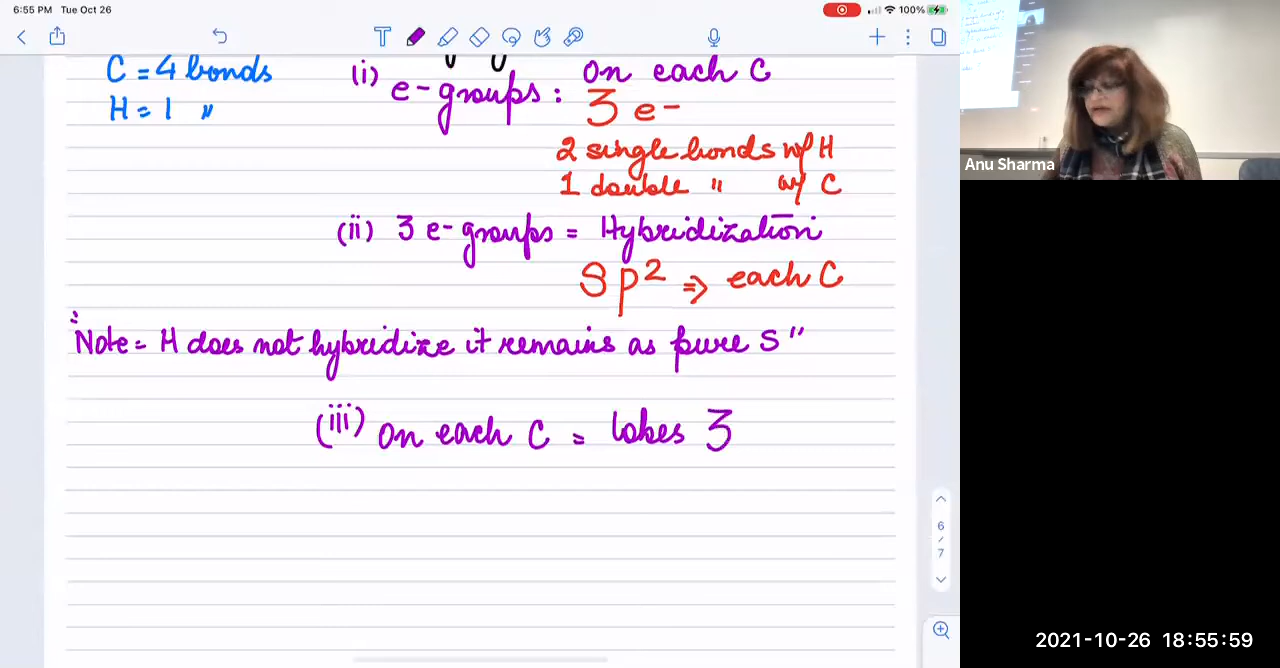 6:55 PM Tue Oct 26
100%
C = 4 bonds
H = 1 "
(i) e- groups : On each C
3 e-
2 single bonds w/ H
1 double " w/ C
(ii) 3 e- groups = Hybridization
Sp2 ⇒ each C
Note = H does not hybridize it remains as pure S "
(iii) On each C = lobes 3
6
/
7
Anu Sharma
2021-10-26 18:55:59